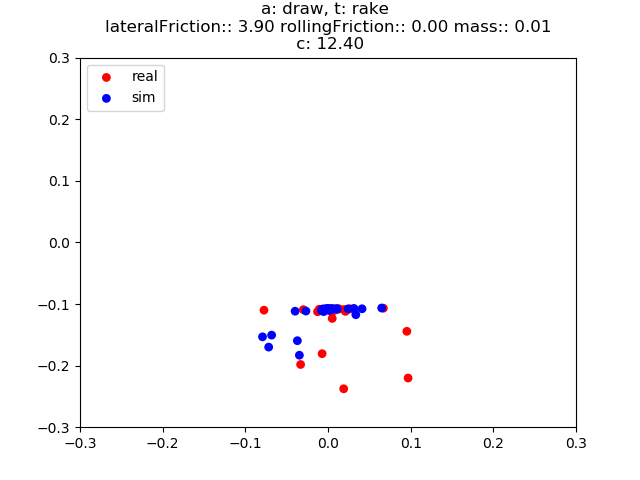 a: draw, t: rake
lateralFriction:: 3.90 rollingFriction:: 0.00 mass:: 0.01
c: 12.40
real
sim
0.3
0.2
0.1
0.0
−0.1
−0.2
−0.3
−0.3 −0.2 −0.1 0.0 0.1 0.2 0.3